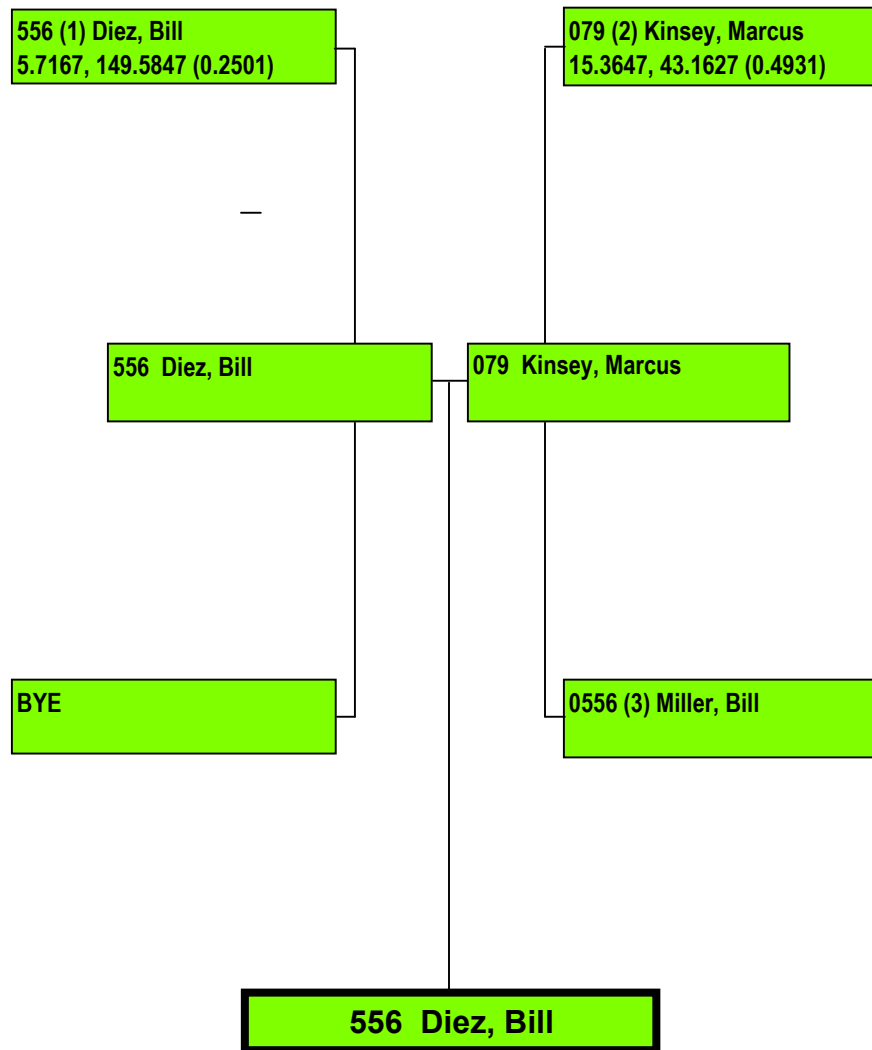 556 (1) Diez, Bill
5.7167, 149.5847 (0.2501)
079 (2) Kinsey, Marcus
15.3647, 43.1627 (0.4931)
556  Diez, Bill
079  Kinsey, Marcus
BYE
0556 (3) Miller, Bill
556  Diez, Bill